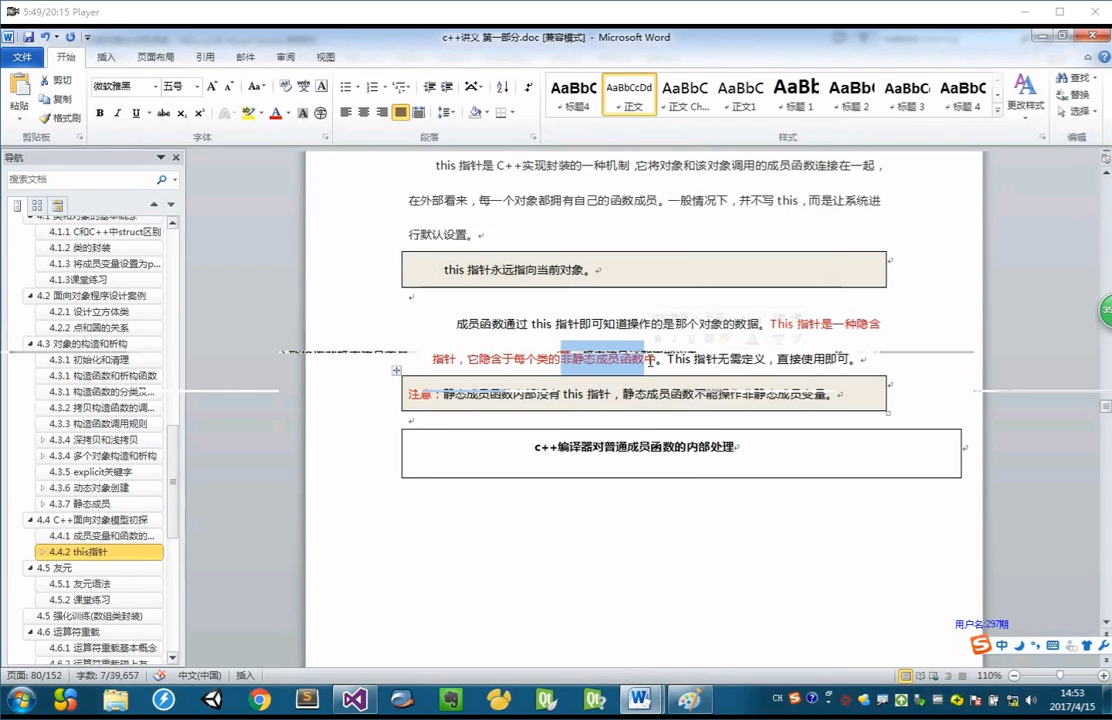 5:49/20:15 Player
c++讲义 第一部分.doc [兼容模式] - Microsoft Word
文件 开始 插入 页面布局 引用 邮件 审阅 视图
剪切
复制
格式刷
粘贴
微软雅黑 五号
AaBbC AaBbCcDd AaBbC AaBbC AaBb AaBbC AaBbC AaBbC
标题4 正文 正文 Ch... 正文1 标题 1 标题 2 标题 3 标题 4
更改样式
查找
替换
选择
剪贴板 字体 段落 样式 编辑
导航
搜索文档
4.1 类和对象的基本概念
4.1.1 C和C++中struct区别
4.1.2 类的封装
4.1.3 将成员变量设置为p...
4.1.3课堂练习
4.2 面向对象程序设计案例
4.2.1 设计立方体类
4.2.2 点和圆的关系
4.3 对象的构造和析构
4.3.1 初始化和清理
4.3.1 构造函数和析构函数
4.3.1 构造函数的分类及...
4.3.2 拷贝构造函数的调...
4.3.3 构造函数调用规则
4.3.4 深拷贝和浅拷贝
4.3.4 多个对象构造和析构
4.3.5 explicit关键字
4.3.6 动态对象创建
4.3.7 静态成员
4.4 C++面向对象模型初探
4.4.1 成员变量和函数的...
4.4.2 this指针
4.5 友元
4.5.1 友元语法
4.5.2 课堂练习
4.5 强化训练(数组类封装)
4.6 运算符重载
4.6.1 运算符重载基本概念
this 指针是 C++实现封装的一种机制,它将对象和该对象调用的成员函数连接在一起,
在外部看来,每一个对象都拥有自己的函数成员。一般情况下,并不写 this,而是让系统进
行默认设置。
this 指针永远指向当前对象。
成员函数通过 this 指针即可知道操作的是那个对象的数据。This 指针是一种隐含
指针,它隐含于每个类的非静态成员函数中。This 指针无需定义,直接使用即可。
注意:静态成员函数内部没有 this 指针,静态成员函数不能操作非静态成员变量。
c++编译器对普通成员函数的内部处理
35
用户名:297期
中
页面: 80/152 字数: 7/39,657 中文(中国) 插入 110%
CH
14:53
2017/4/15